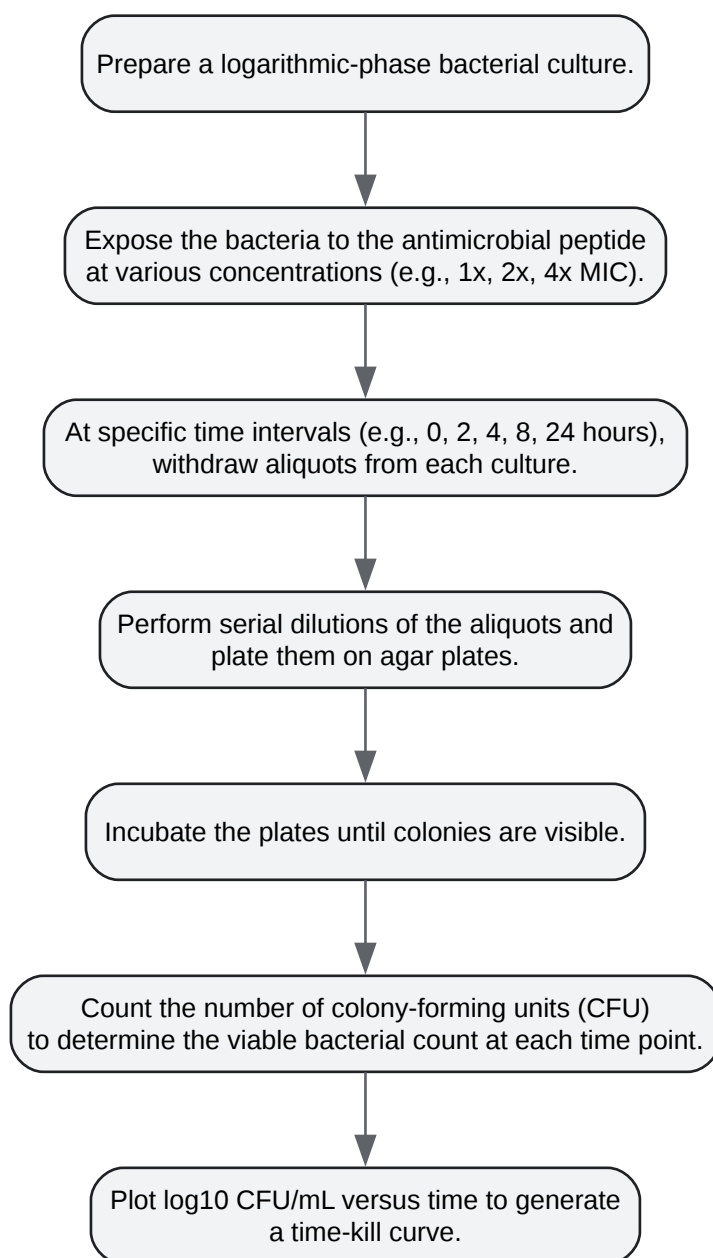 Prepare a logarithmic-phase bacterial culture.
Expose the bacteria to the antimicrobial peptide
at various concentrations (e.g., 1x, 2x, 4x MIC).
At specific time intervals (e.g., 0, 2, 4, 8, 24 hours),
withdraw aliquots from each culture.
Perform serial dilutions of the aliquots and
plate them on agar plates.
Incubate the plates until colonies are visible.
Count the number of colony-forming units (CFU)
to determine the viable bacterial count at each time point.
Plot log10 CFU/mL versus time to generate
a time-kill curve.